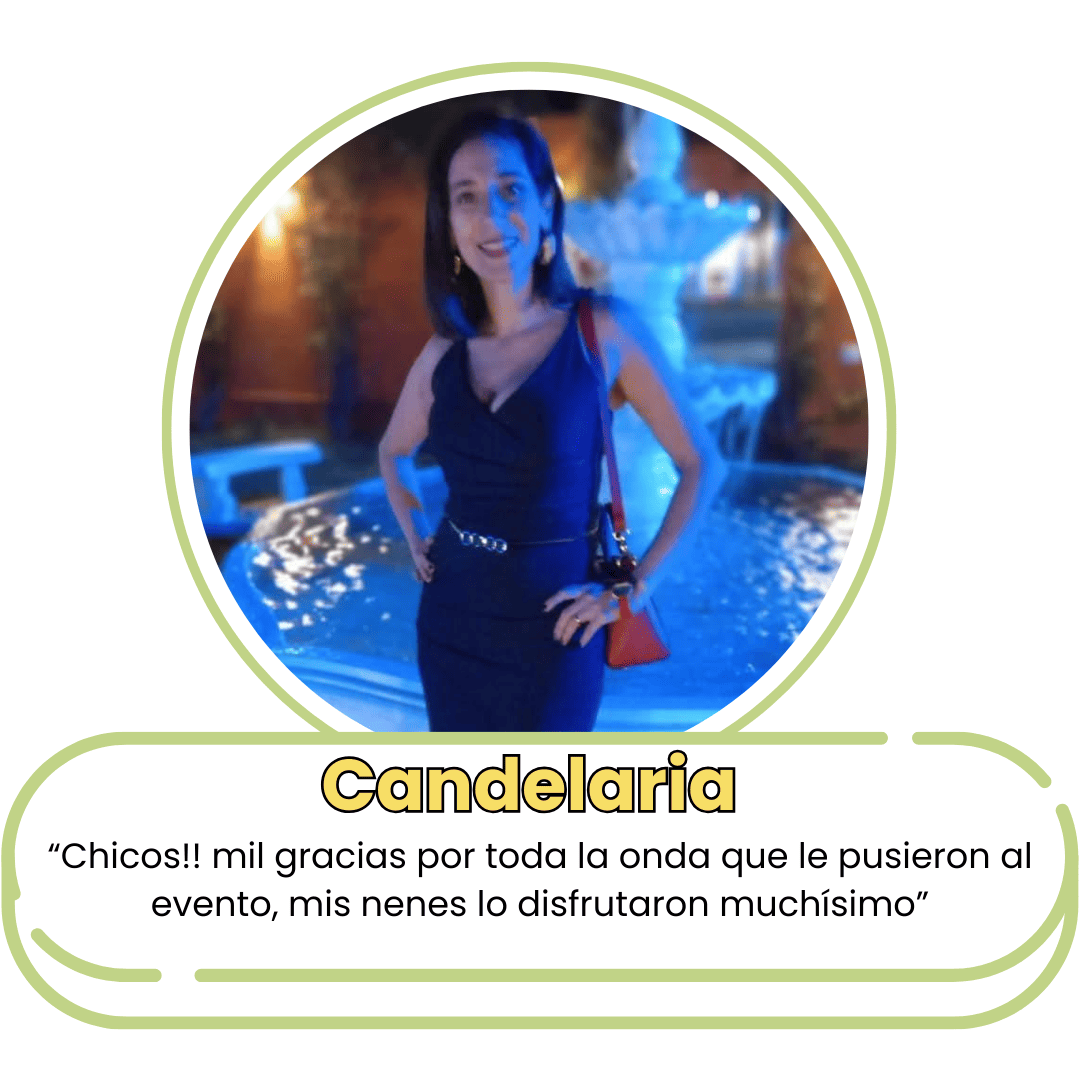 Candelaria
“Chicos!! mil gracias por toda la onda que le pusieron al
evento, mis nenes lo disfrutaron muchísimo”